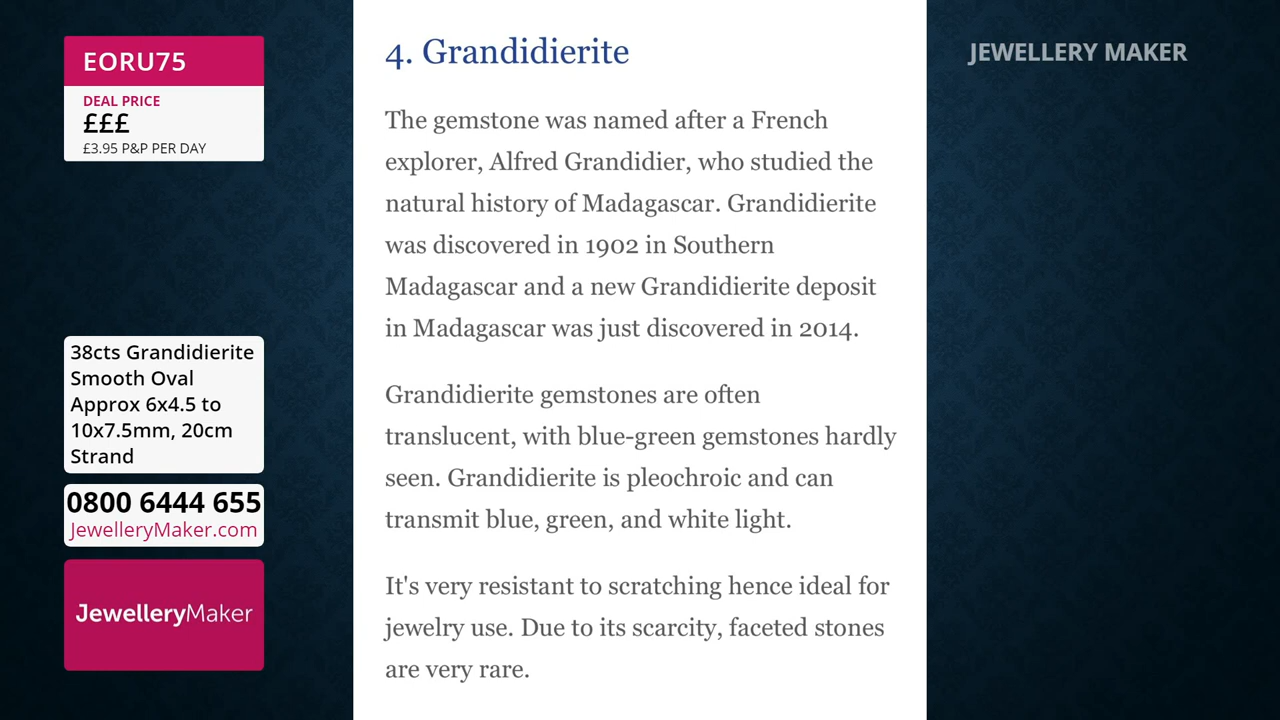 EORU75
DEAL PRICE
£££
£3.95 P&P PER DAY
38cts Grandidierite
Smooth Oval
Approx 6x4.5 to
10x7.5mm, 20cm
Strand
0800 6444 655
JewelleryMaker.com
JewelleryMaker
4. Grandidierite
The gemstone was named after a French
explorer, Alfred Grandidier, who studied the
natural history of Madagascar. Grandidierite
was discovered in 1902 in Southern
Madagascar and a new Grandidierite deposit
in Madagascar was just discovered in 2014.
Grandidierite gemstones are often
translucent, with blue-green gemstones hardly
seen. Grandidierite is pleochroic and can
transmit blue, green, and white light.
It's very resistant to scratching hence ideal for
jewelry use. Due to its scarcity, faceted stones
are very rare.
JEWELLERY MAKER